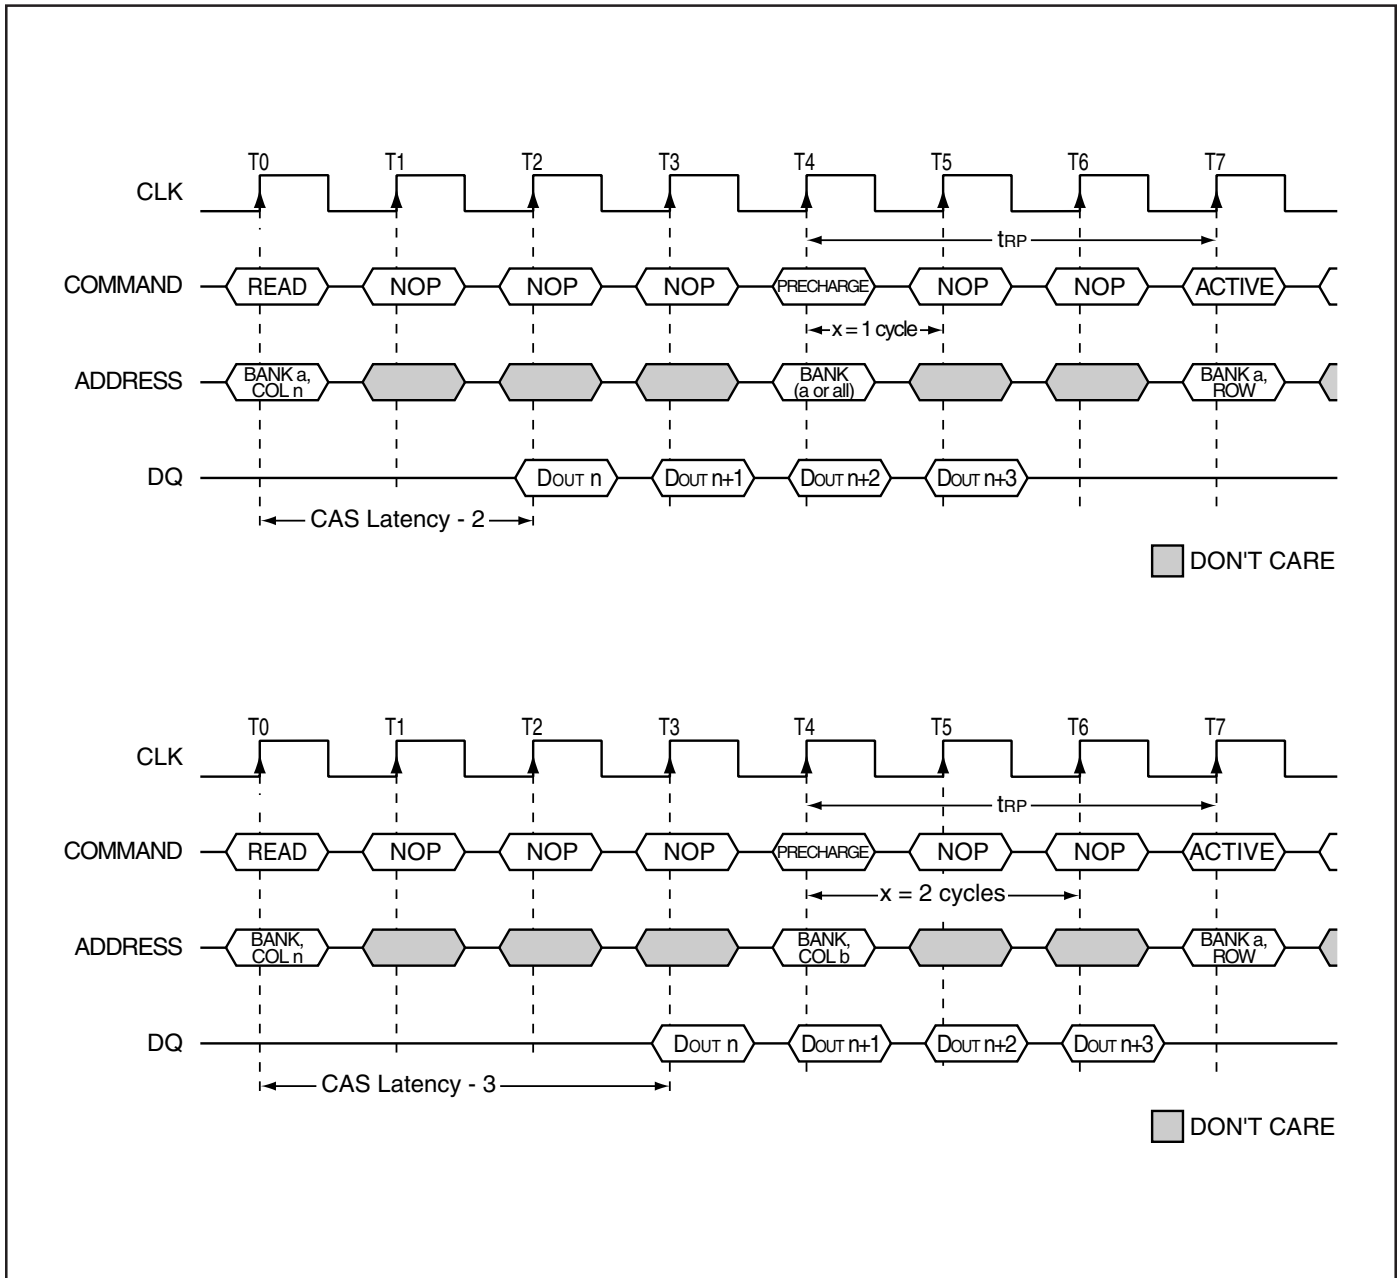 T0 T1 T2 T3 T4 T5 T6 T7
CLK
tRP
COMMAND READ NOP NOP NOP PRECHARGE NOP NOP ACTIVE
x = 1 cycle
ADDRESS BANK a, COL n BANK (a or all) BANK a, ROW
DQ DOUT n DOUT n+1 DOUT n+2 DOUT n+3
CAS Latency - 2
DON'T CARE
T0 T1 T2 T3 T4 T5 T6 T7
CLK
tRP
COMMAND READ NOP NOP NOP PRECHARGE NOP NOP ACTIVE
x = 2 cycles
ADDRESS BANK, COL n BANK, COL b BANK a, ROW
DQ DOUT n DOUT n+1 DOUT n+2 DOUT n+3
CAS Latency - 3
DON'T CARE